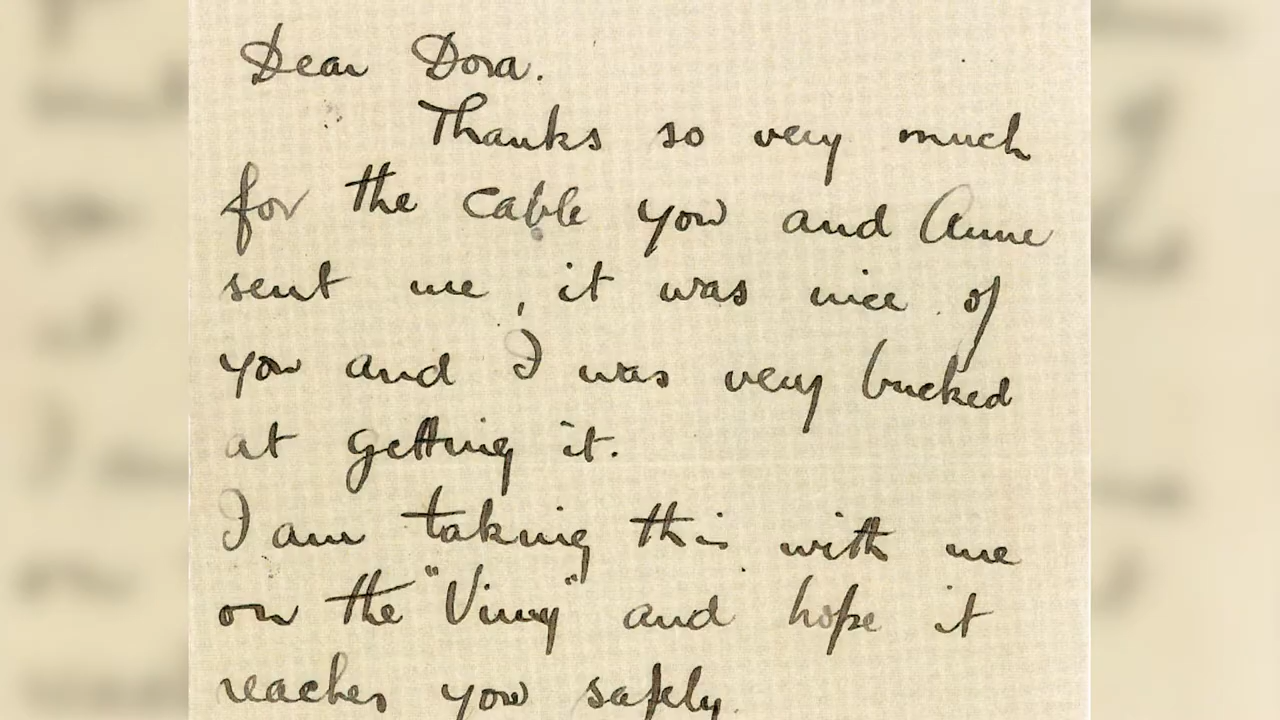 Dear Dora.
Thanks so very much
for the cable you and Anne
sent me, it was nice of
you and I was very bucked
at getting it.
I am taking this with me
on the "Vimy" and hope it
reaches you safely.